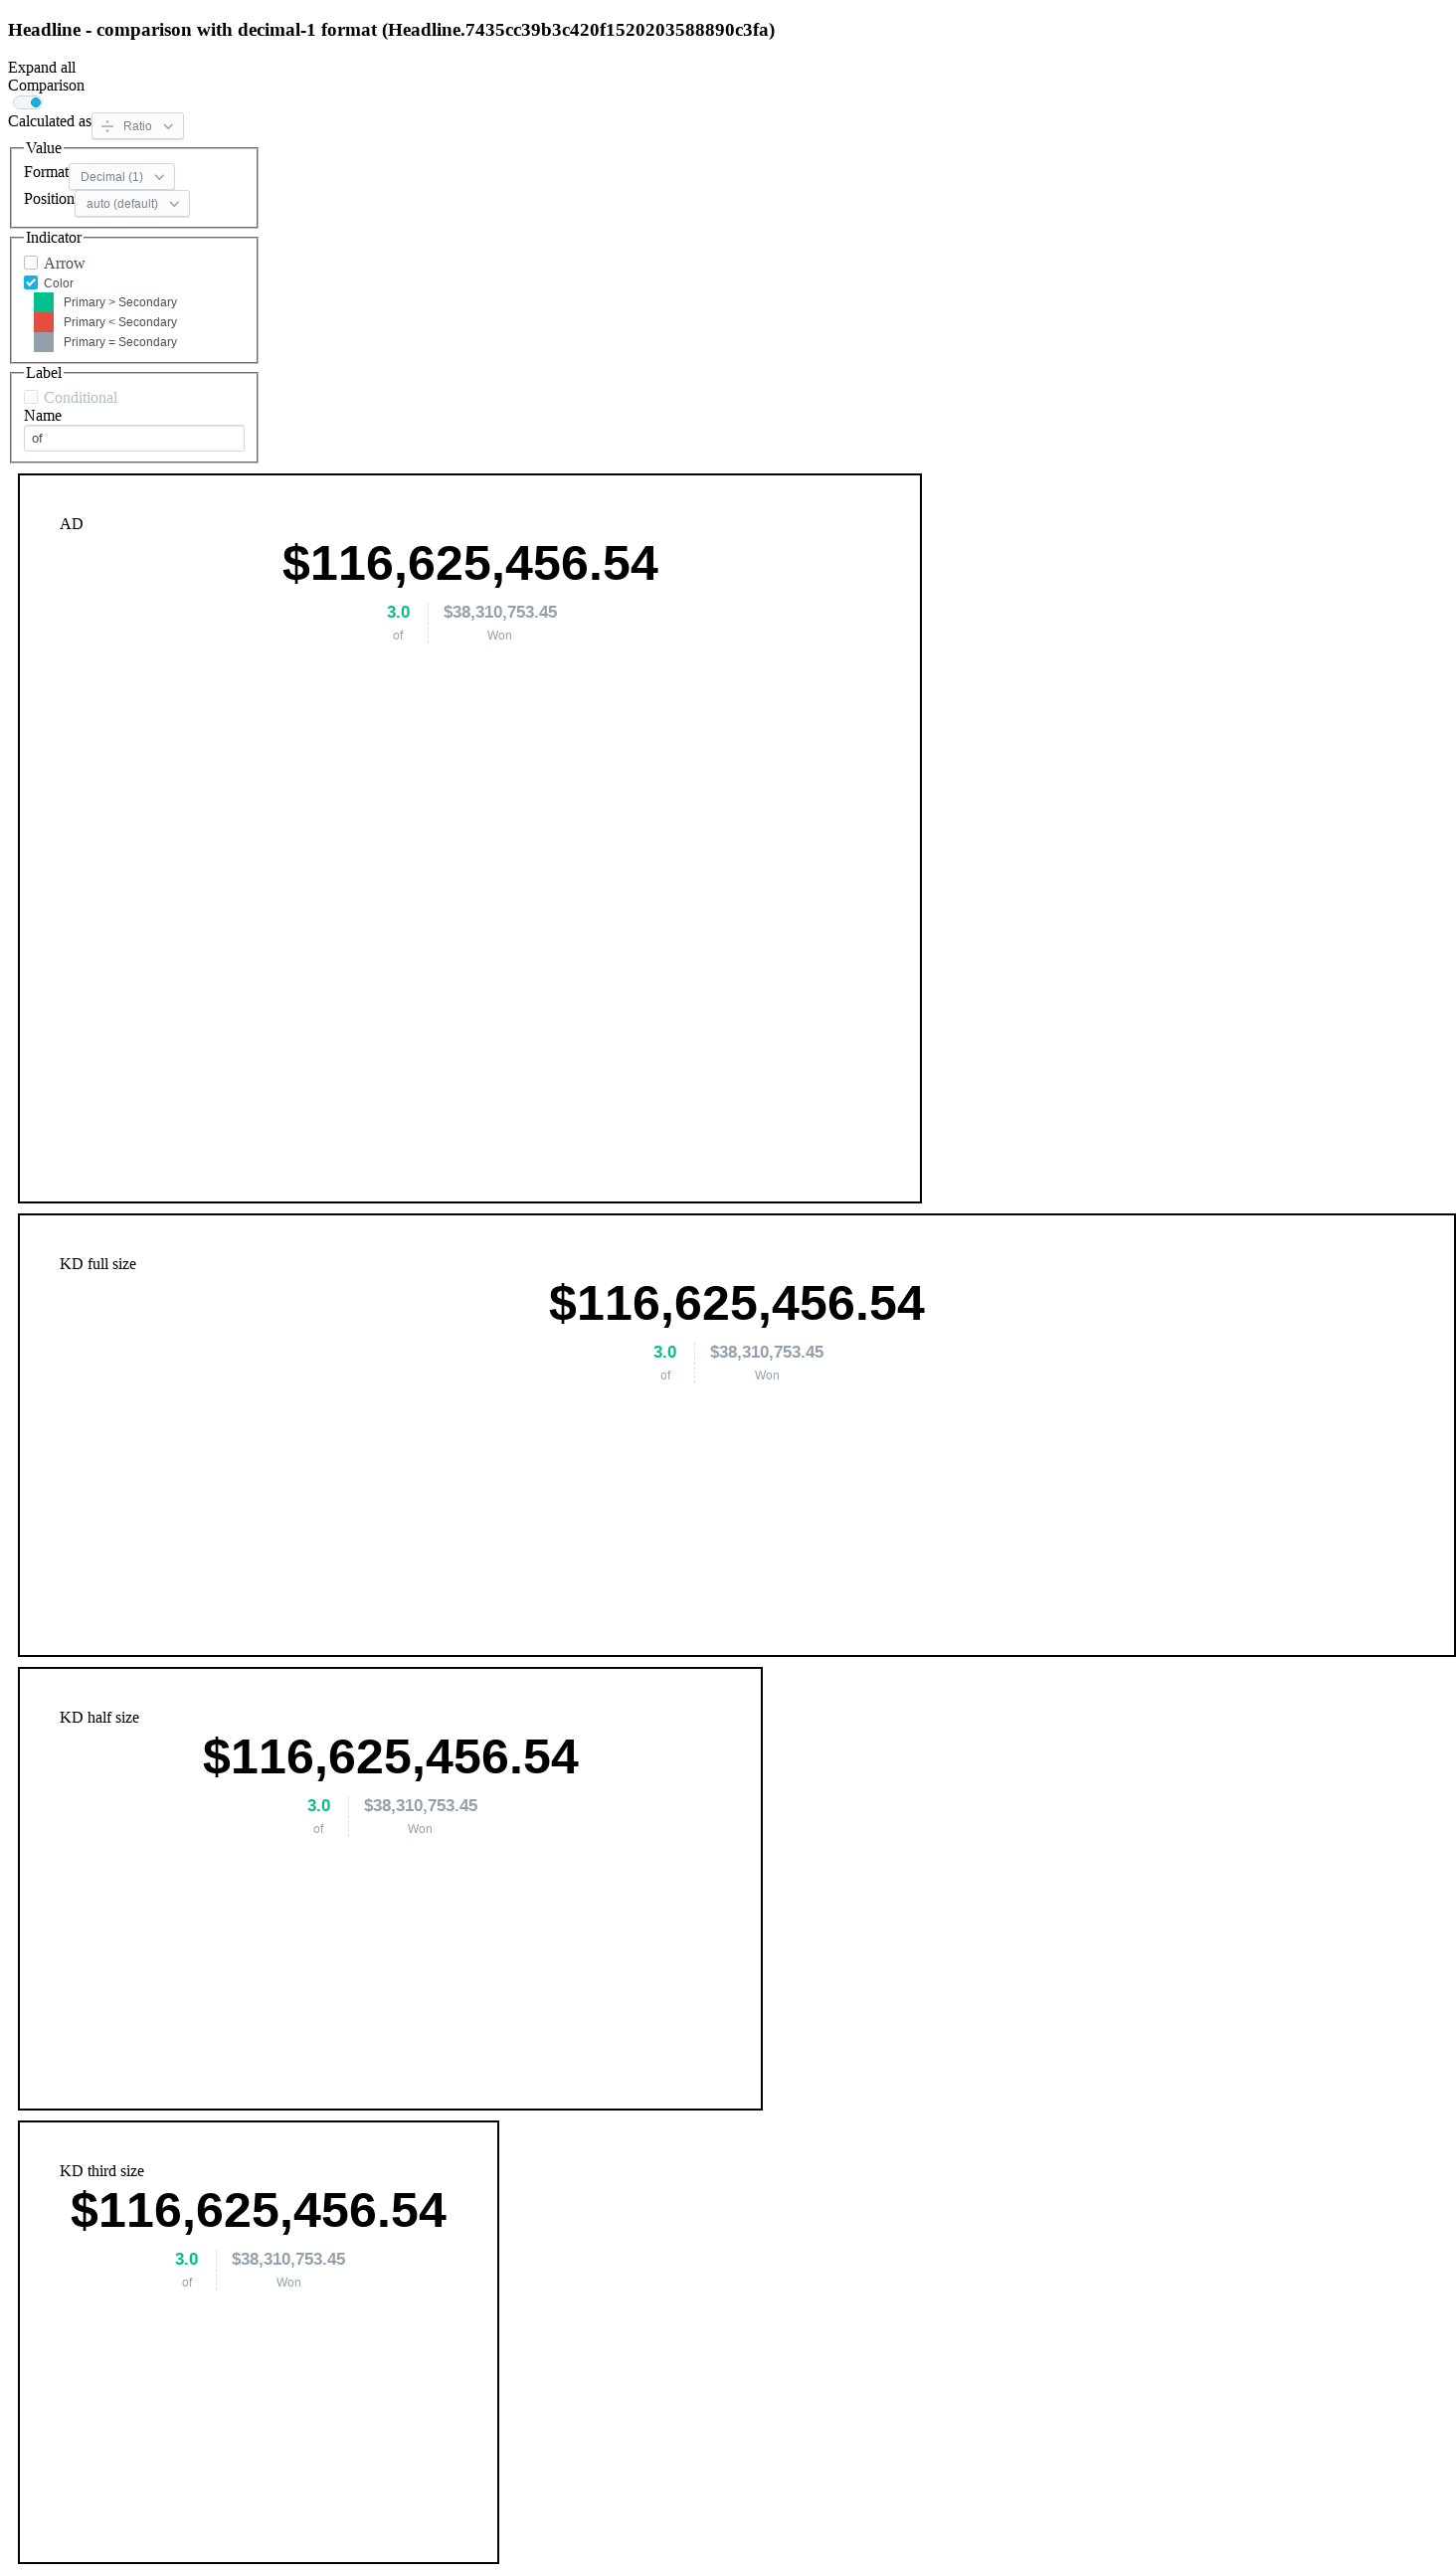 Headline - comparison with decimal-1 format (Headline.7435cc39b3c420f1520203588890c3fa)
Expand all
Comparison
Calculated as Ratio
Value
Format Decimal (1)
Position auto (default)
Indicator
Arrow
Color
Primary > Secondary
Primary < Secondary
Primary = Secondary
Label
Conditional
Name
of
AD
$116,625,456.54
3.0 $38,310,753.45
of Won
KD full size
$116,625,456.54
3.0 $38,310,753.45
of Won
KD half size
$116,625,456.54
3.0 $38,310,753.45
of Won
KD third size
$116,625,456.54
3.0 $38,310,753.45
of Won